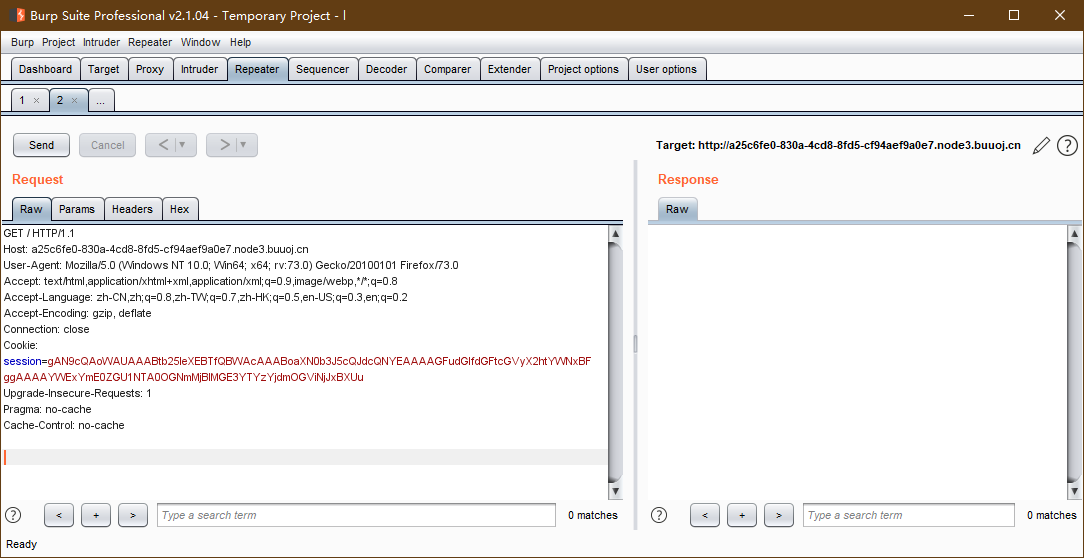 Burp Suite Professional v2.1.04 - Temporary Project - l
Burp Project Intruder Repeater Window Help
Dashboard Target Proxy Intruder Repeater Sequencer Decoder Comparer Extender Project options User options
1 × 2 × ...
Send Cancel < ▼ > ▼ Target: http://a25c6fe0-830a-4cd8-8fd5-cf94aef9a0e7.node3.buuoj.cn ?
Request
Raw Params Headers Hex
GET / HTTP/1.1
Host: a25c6fe0-830a-4cd8-8fd5-cf94aef9a0e7.node3.buuoj.cn
User-Agent: Mozilla/5.0 (Windows NT 10.0; Win64; x64; rv:73.0) Gecko/20100101 Firefox/73.0
Accept: text/html,application/xhtml+xml,application/xml;q=0.9,image/webp,*/*;q=0.8
Accept-Language: zh-CN,zh;q=0.8,zh-TW;q=0.7,zh-HK;q=0.5,en-US;q=0.3,en;q=0.2
Accept-Encoding: gzip, deflate
Connection: close
Cookie:
session=gAN9cQAoWAUAAABtb25leXEBTfQBWAcAAABoaXN0b3J5cQJdcQNYEAAAAGFudGlfdGFtcGVyX2htYWNxBF
ggAAAAYWExYmE0ZGU1NTA0OGNmMjBlMGE3YTYzYjdmOGViNjJxBXUu
Upgrade-Insecure-Requests: 1
Pragma: no-cache
Cache-Control: no-cache
? < + > Type a search term 0 matches
Response
Raw
? < + > Type a search term 0 matches
Ready